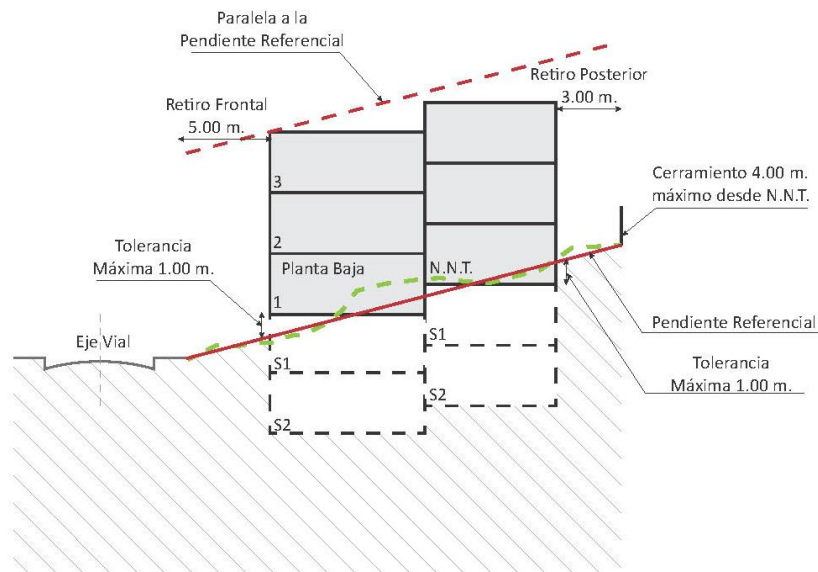 Paralela a la
Pendiente Referencial
Retiro Posterior
3.00 m.
Retiro Frontal
5.00 m.
Cerramiento 4.00 m.
máximo desde N.N.T.
3
2
Tolerancia
Máxima 1.00 m.
Planta Baja
N.N.T.
1
Eje Vial
Pendiente Referencial
S1
S1
Tolerancia
Máxima 1.00 m.
S2
S2